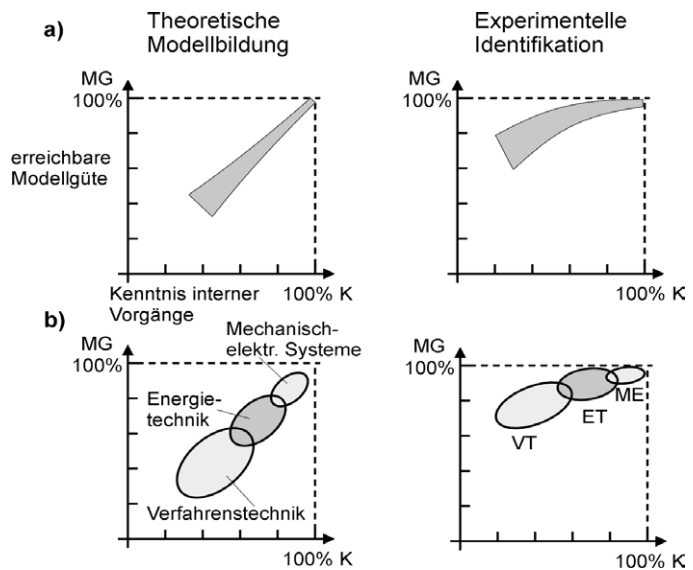 a)
Theoretische
Modellbildung
Experimentelle
Identifikation
MG
100%
erreichbare
Modellgüte
Kenntnis interner
Vorgänge
100% K
MG
100%
100% K
b)
MG
100%
Mechanisch-
elektr. Systeme
Energie-
technik
Verfahrenstechnik
100% K
MG
100%
VT
ET
ME
100% K